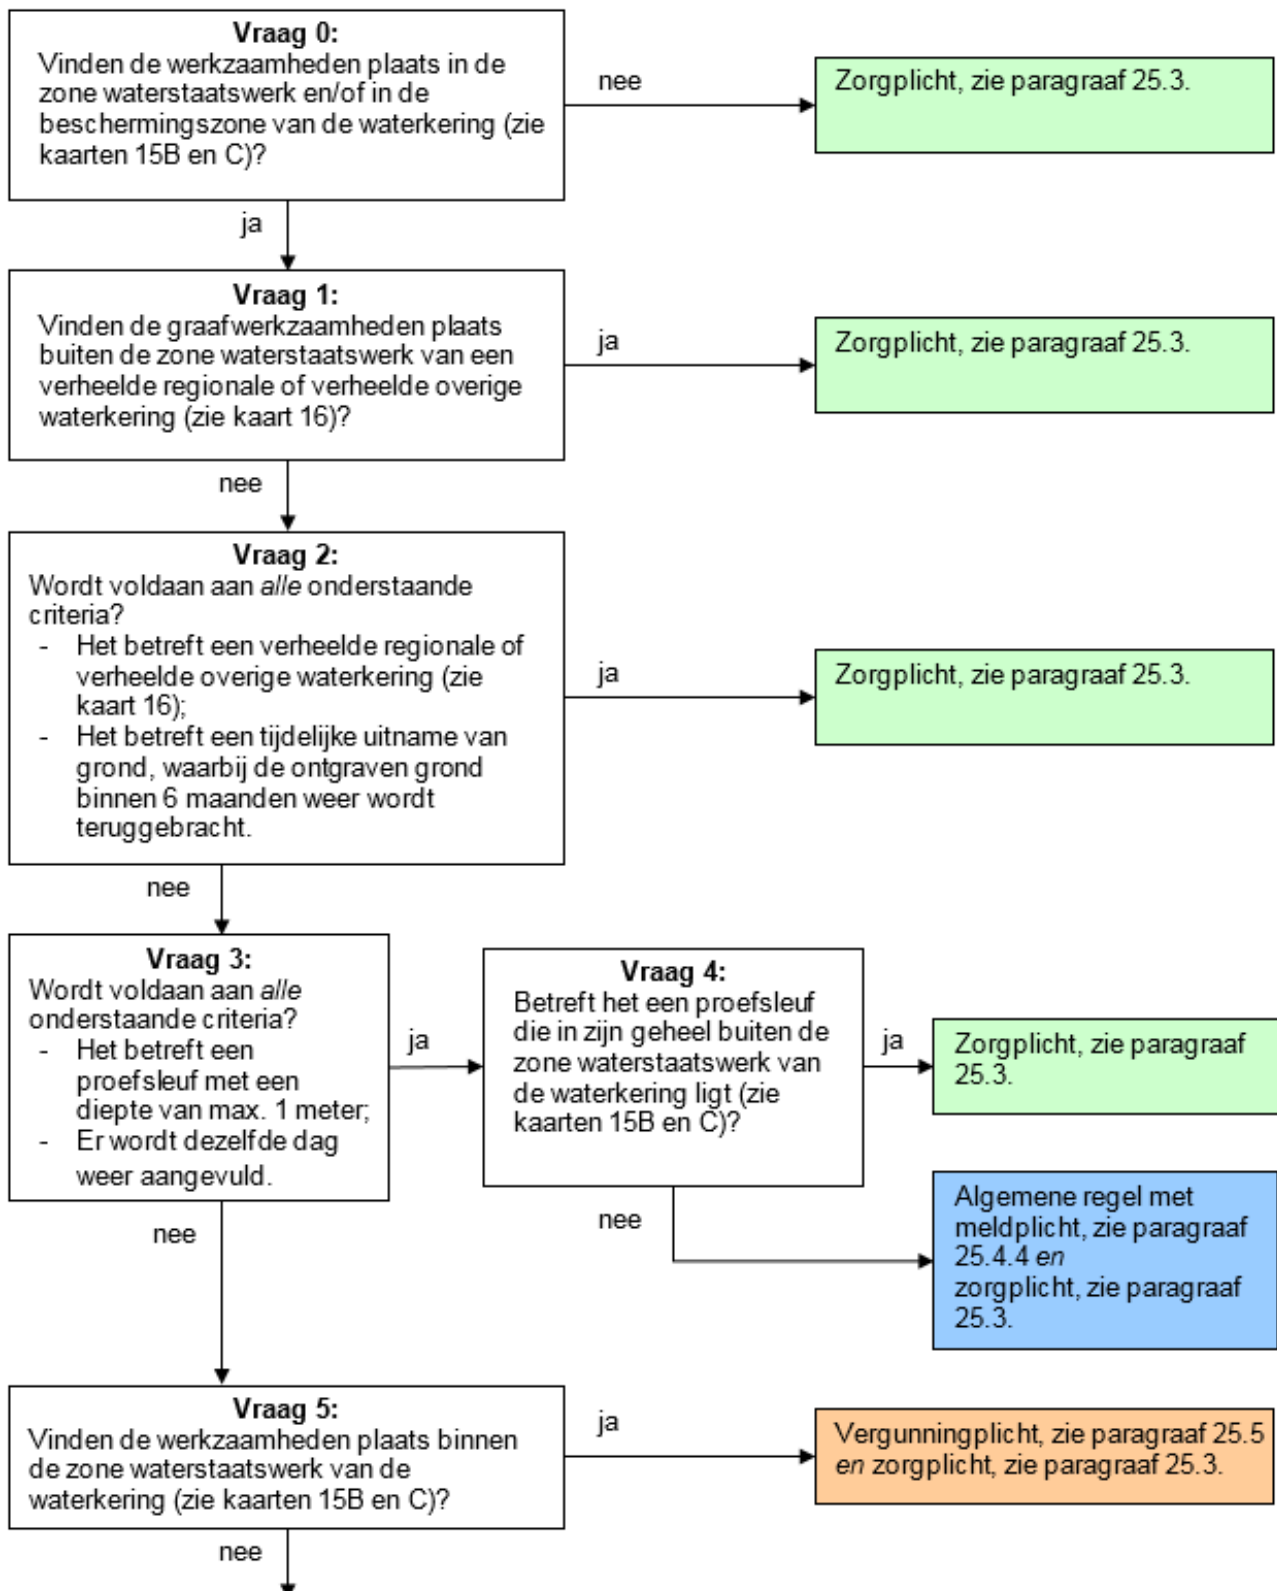 Vraag 0:
Vinden de werkzaamheden plaats in de
zone waterstaatswerk en/of in de
beschermingszone van de waterkering (zie
kaarten 15B en C)?
nee
Zorgplicht, zie paragraaf 25.3.
ja
Vraag 1:
Vinden de graafwerkzaamheden plaats
buiten de zone waterstaatswerk van een
verheelde regionale of verheelde overige
waterkering (zie kaart 16)?
ja
Zorgplicht, zie paragraaf 25.3.
nee
Vraag 2:
Wordt voldaan aan alle onderstaande
criteria?
- Het betreft een verheelde regionale of
verheelde overige waterkering (zie
kaart 16);
- Het betreft een tijdelijke uitname van
grond, waarbij de ontgraven grond
binnen 6 maanden weer wordt
teruggebracht.
ja
Zorgplicht, zie paragraaf 25.3.
nee
Vraag 3:
Wordt voldaan aan alle
onderstaande criteria?
- Het betreft een
proefsleuf met een
diepte van max. 1 meter;
- Er wordt dezelfde dag
weer aangevuld.
ja
Vraag 4:
Betreft het een proefsleuf
die in zijn geheel buiten de
zone waterstaatswerk van
de waterkering ligt (zie
kaarten 15B en C)?
ja
Zorgplicht, zie paragraaf
25.3.
nee
Algemene regel met
meldplicht, zie paragraaf
25.4.4 en
zorgplicht, zie paragraaf
25.3.
nee
Vraag 5:
Vinden de werkzaamheden plaats binnen
de zone waterstaatswerk van de
waterkering (zie kaarten 15B en C)?
ja
Vergunningplicht, zie paragraaf 25.5
en zorgplicht, zie paragraaf 25.3.
nee